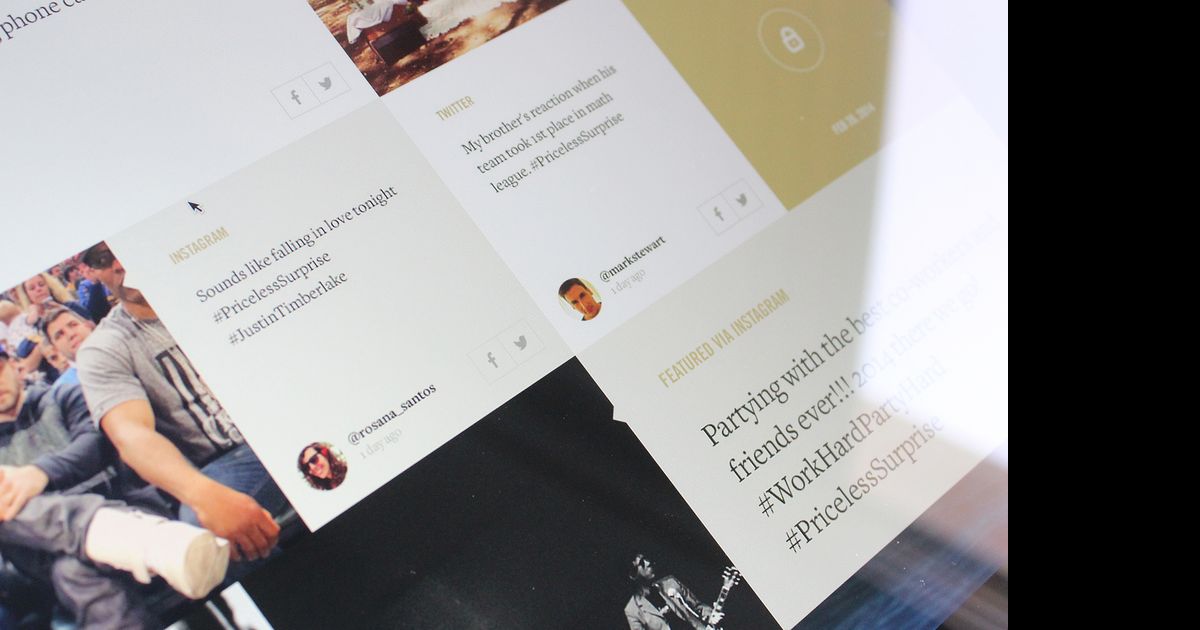 phone ca
TWITTER
My brother's reaction when his
team took 1st place in math
league. #PricelessSurprise
@markstewart
1 day ago
FEB 26, 2014
INSTAGRAM
Sounds like falling in love tonight
#PricelessSurprise
#JustinTimberlake
@rosana_santos
1 day ago
FEATURED VIA INSTAGRAM
Partying with the best co-workers and
friends ever!!! 2014 there we go!
#WorkHardPartyHard
#PricelessSurprise